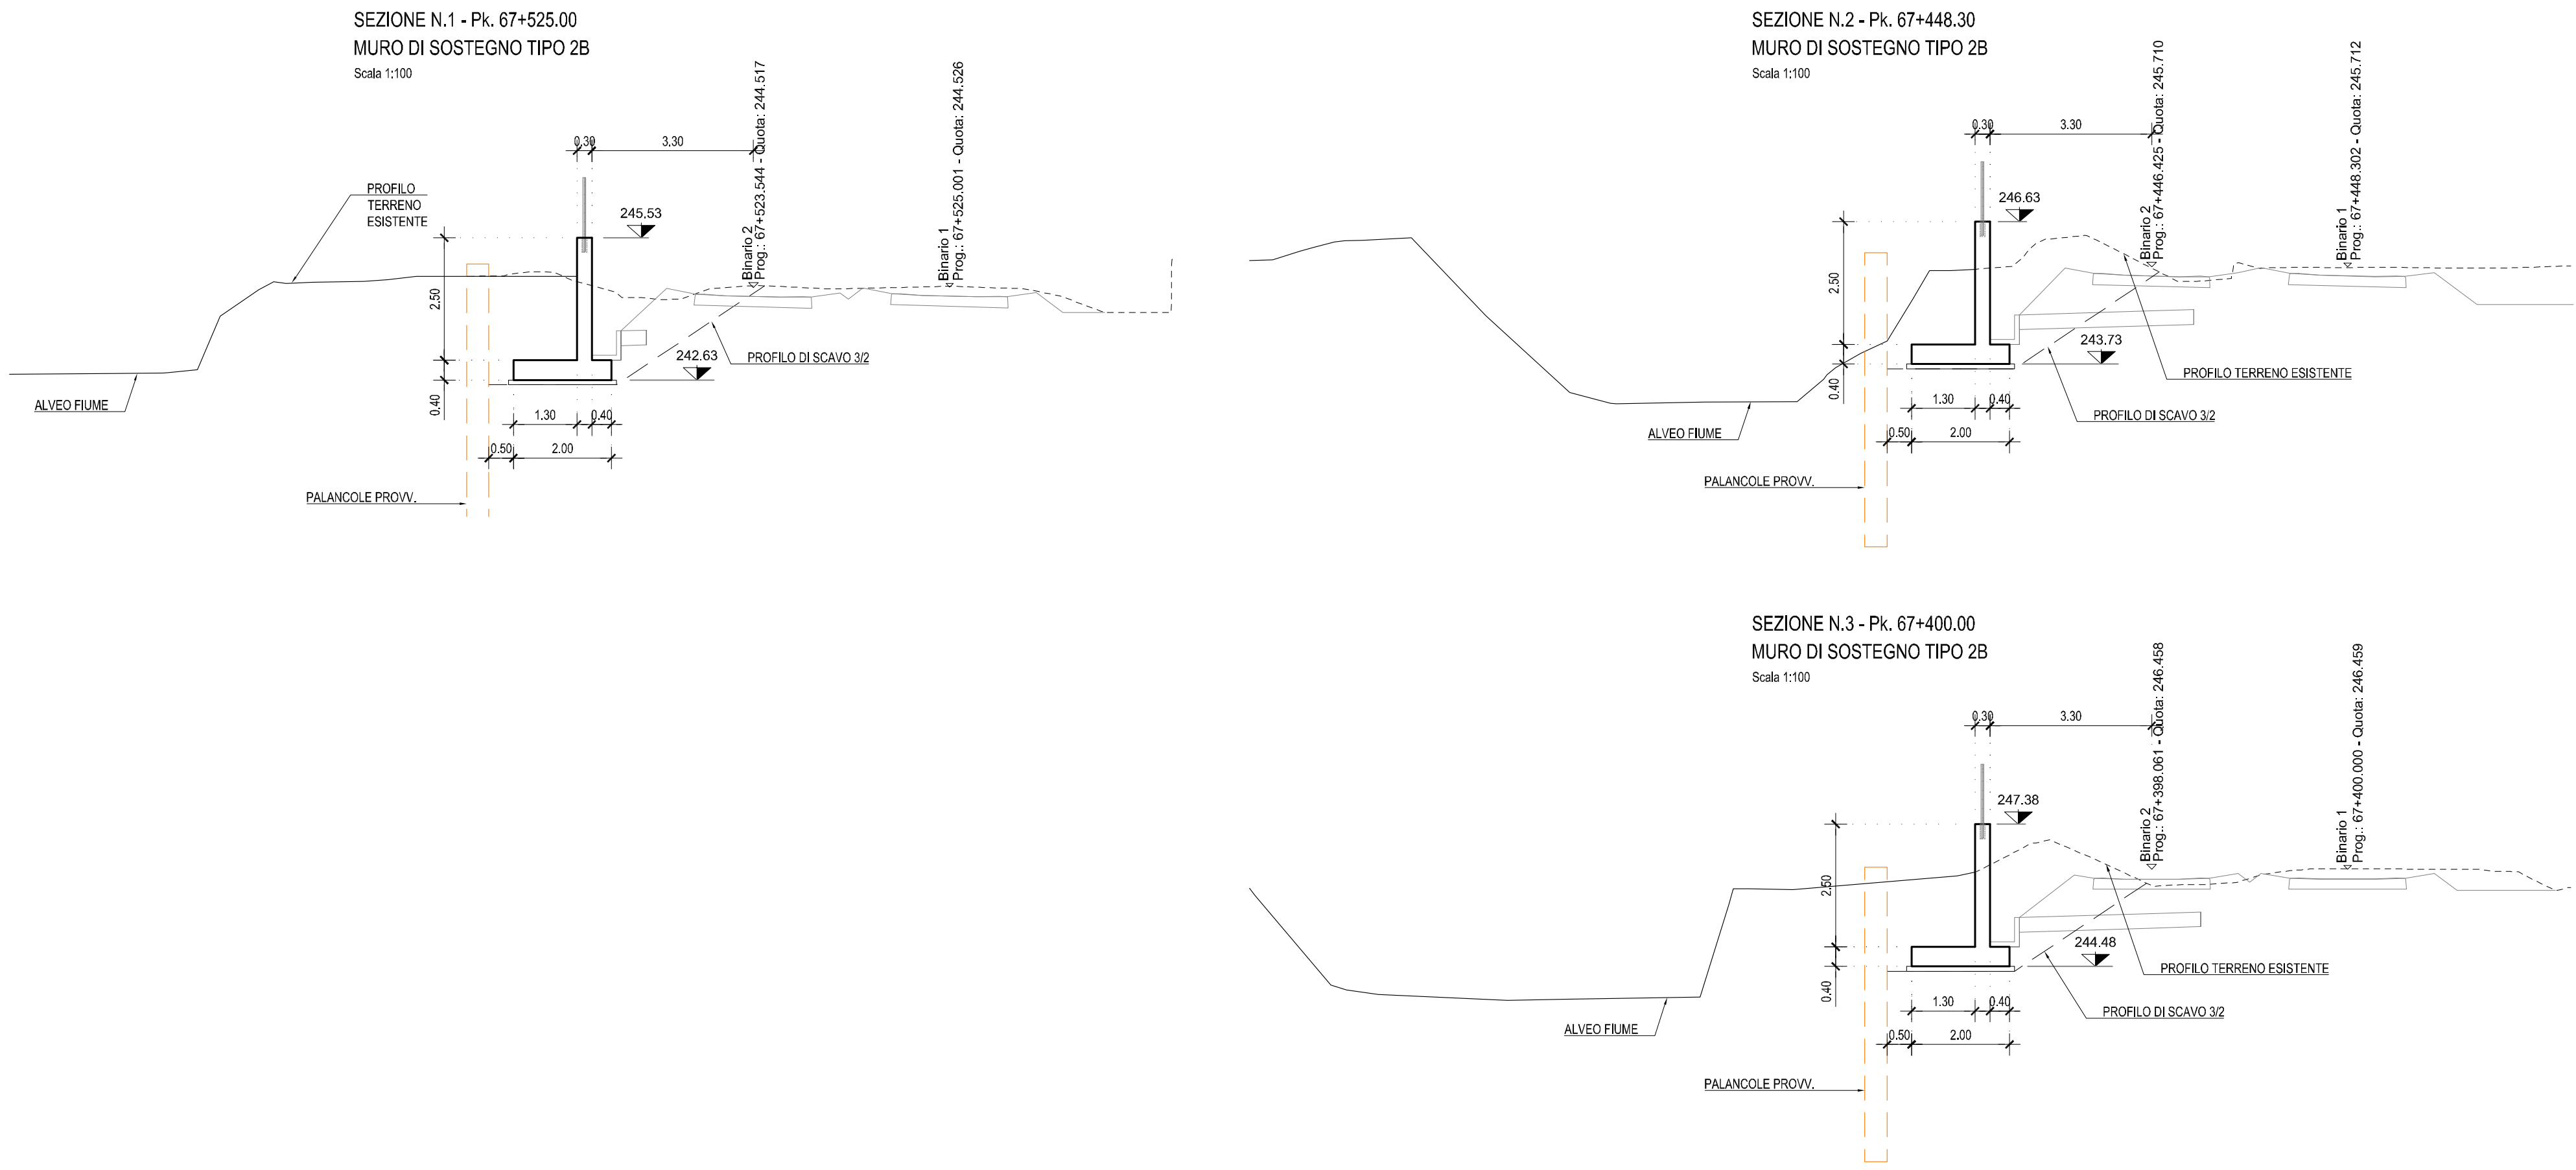 SEZIONE N.1 - Pk. 67+525.00
MURO DI SOSTEGNO TIPO 2B
Scala 1:100
0.30
3.30
Binario 2
Prog.: 67+523.544 - Quota: 244.517
Binario 1
Prog.: 67+525.001 - Quota: 244.526
PROFILO
TERRENO
ESISTENTE
245.53
2.50
242.63
PROFILO DI SCAVO 3/2
ALVEO FIUME
0.40
1.30
0.40
0.50
2.00
PALANCOLE PROVV.
SEZIONE N.2 - Pk. 67+448.30
MURO DI SOSTEGNO TIPO 2B
Scala 1:100
0.30
3.30
Binario 2
Prog.: 67+446.425 - Quota: 245.710
Binario 1
Prog.: 67+448.302 - Quota: 245.712
246.63
2.50
243.73
PROFILO TERRENO ESISTENTE
0.40
1.30
0.40
PROFILO DI SCAVO 3/2
ALVEO FIUME
0.50
2.00
PALANCOLE PROVV.
SEZIONE N.3 - Pk. 67+400.00
MURO DI SOSTEGNO TIPO 2B
Scala 1:100
0.30
3.30
Binario 2
Prog.: 67+398.061 - Quota: 246.458
Binario 1
Prog.: 67+400.000 - Quota: 246.459
247.38
2.50
244.48
PROFILO TERRENO ESISTENTE
0.40
1.30
0.40
PROFILO DI SCAVO 3/2
ALVEO FIUME
0.50
2.00
PALANCOLE PROVV.